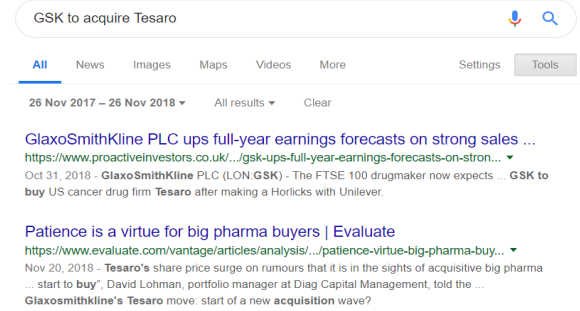 GSK to acquire Tesaro
All News Images Maps Videos More Settings Tools
26 Nov 2017 – 26 Nov 2018 All results Clear
GlaxoSmithKline PLC ups full-year earnings forecasts on strong sales ...
https://www.proactiveinvestors.co.uk/.../gsk-ups-full-year-earnings-forecasts-on-stron...
Oct 31, 2018 - GlaxoSmithKline PLC (LON:GSK) - The FTSE 100 drugmaker now expects ... GSK to
buy US cancer drug firm Tesaro after making a Horlicks with Unilever.
Patience is a virtue for big pharma buyers | Evaluate
https://www.evaluate.com/vantage/articles/analysis/.../patience-virtue-big-pharma-buy...
Nov 20, 2018 - Tesaro's share price surge on rumours that it is in the sights of acquisitive big pharma
... start to buy”, David Lohman, portfolio manager at Diag Capital Management, told the ...
Glaxosmithkline's Tesaro move: start of a new acquisition wave?